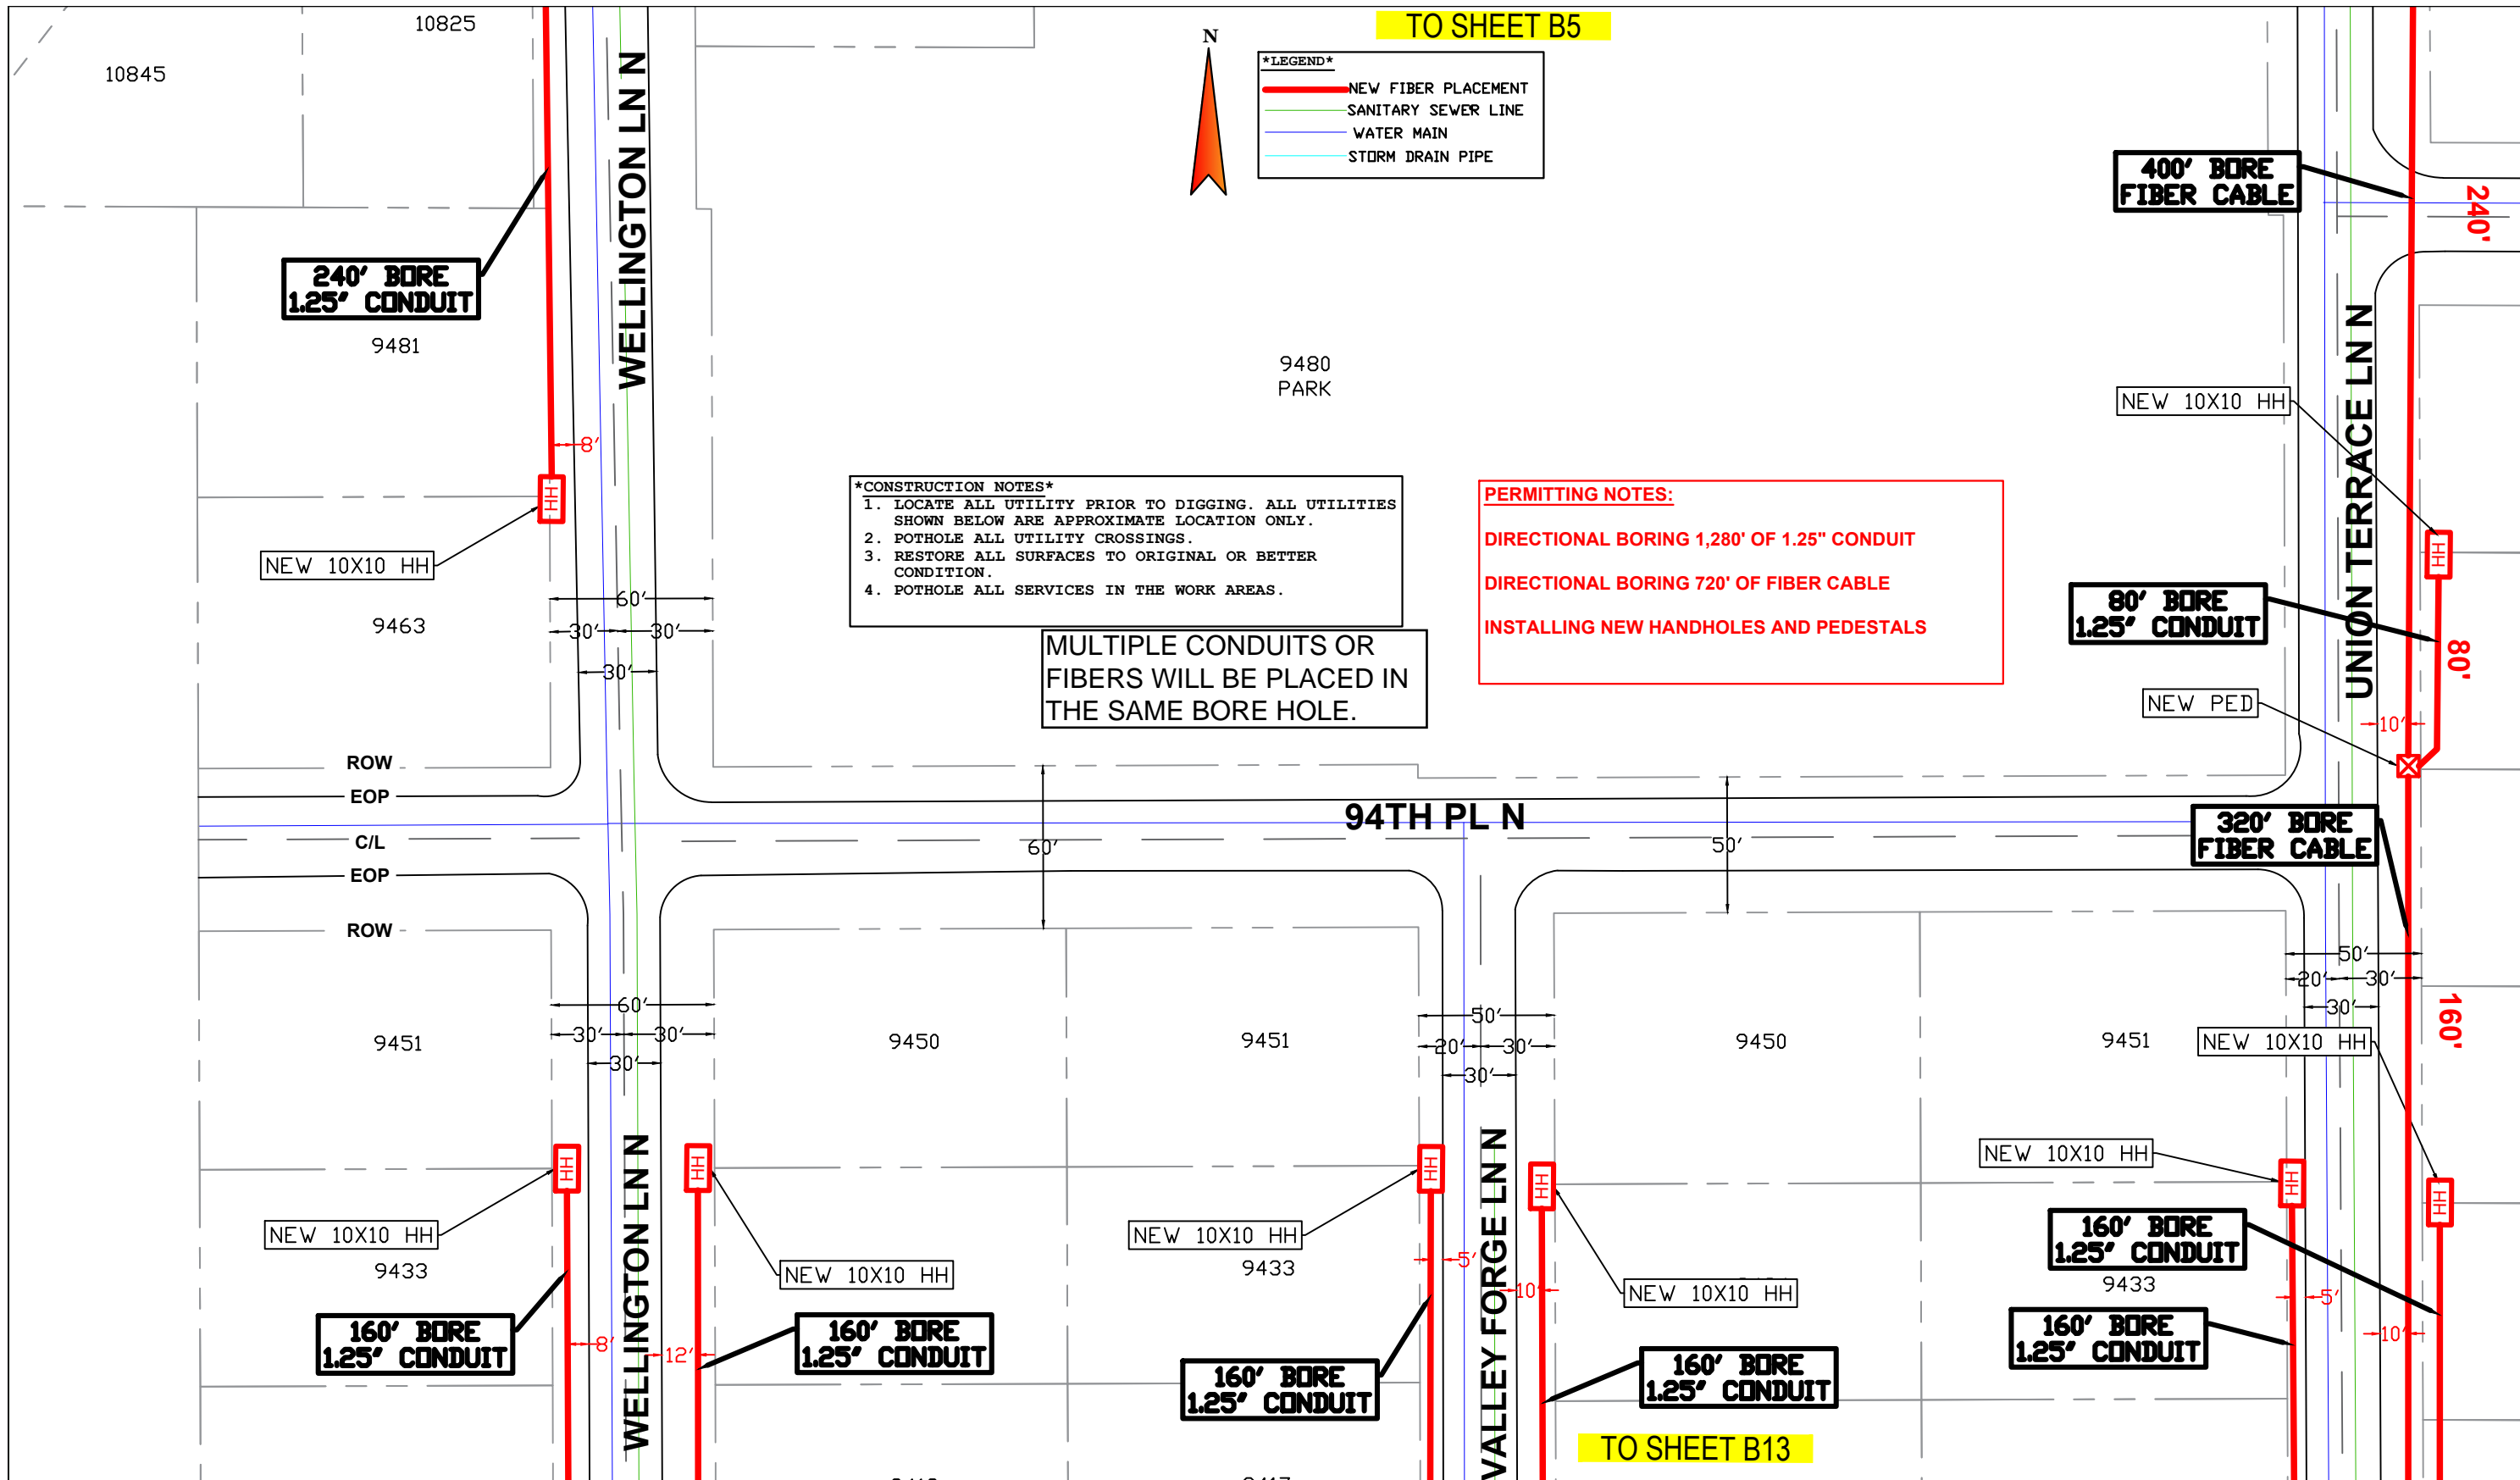 10825
TO SHEET B5
10845
N
*LEGEND*
NEW FIBER PLACEMENT
SANITARY SEWER LINE
WATER MAIN
STORM DRAIN PIPE
WELLINGTON LN N
400' BORE
FIBER CABLE
240'
240' BORE
1.25" CONDUIT
9481
9480
PARK
NEW 10X10 HH
UNION TERRACE LN N
8'
HH
NEW 10X10 HH
9463
*CONSTRUCTION NOTES*
1. LOCATE ALL UTILITY PRIOR TO DIGGING. ALL UTILITIES
SHOWN BELOW ARE APPROXIMATE LOCATION ONLY.
2. POTHOLE ALL UTILITY CROSSINGS.
3. RESTORE ALL SURFACES TO ORIGINAL OR BETTER
CONDITION.
4. POTHOLE ALL SERVICES IN THE WORK AREAS.
PERMITTING NOTES:
DIRECTIONAL BORING 1,280' OF 1.25" CONDUIT
DIRECTIONAL BORING 720' OF FIBER CABLE
INSTALLING NEW HANDHOLES AND PEDESTALS
HH
80' BORE
1.25" CONDUIT
80'
60'
30' 30'
30'
MULTIPLE CONDUITS OR
FIBERS WILL BE PLACED IN
THE SAME BORE HOLE.
NEW PED
10'
ROW
EOP
C/L
EOP
ROW
94TH PL N
60'
50'
320' BORE
FIBER CABLE
50'
20' 30'
30'
160'
60'
30' 30'
30'
50'
20' 30'
30'
9451
9450
9451
9450
9451
NEW 10X10 HH
HH
HH
HH
HH
HH
HH
NEW 10X10 HH
NEW 10X10 HH
9433
NEW 10X10 HH
NEW 10X10 HH
9433
NEW 10X10 HH
NEW 10X10 HH
5'
10'
160' BORE
1.25" CONDUIT
9433
5'
10'
160' BORE
1.25" CONDUIT
8'
WELLINGTON LN N
12'
160' BORE
1.25" CONDUIT
160' BORE
1.25" CONDUIT
VALLEY FORGE LN N
160' BORE
1.25" CONDUIT
160' BORE
1.25" CONDUIT
TO SHEET B13